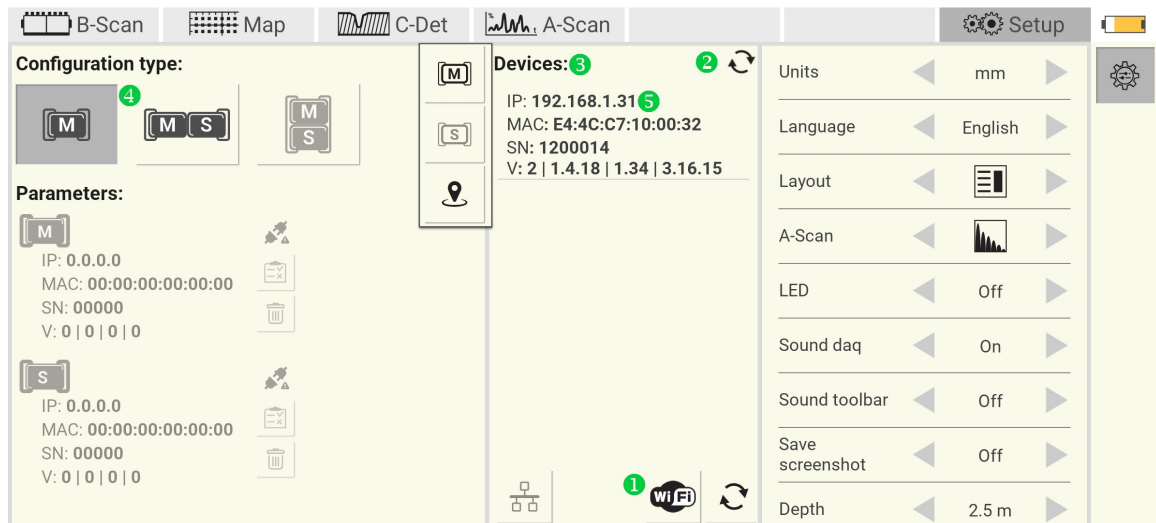 B-Scan
Map
C-Det
A-Scan
Setup
Configuration type:
4
M
M S
M
S
Parameters:
M
IP: 0.0.0.0
MAC: 00:00:00:00:00:00
SN: 00000
V: 0 | 0 | 0 | 0
S
IP: 0.0.0.0
MAC: 00:00:00:00:00:00
SN: 00000
V: 0 | 0 | 0 | 0
M
S
Devices: 3
2
IP: 192.168.1.31 5
MAC: E4:4C:C7:10:00:32
SN: 1200014
V: 2 | 1.4.18 | 1.34 | 3.16.15
1
WiFi
Units mm
Language English
Layout
A-Scan
LED Off
Sound daq On
Sound toolbar Off
Save
screenshot Off
Depth 2.5 m